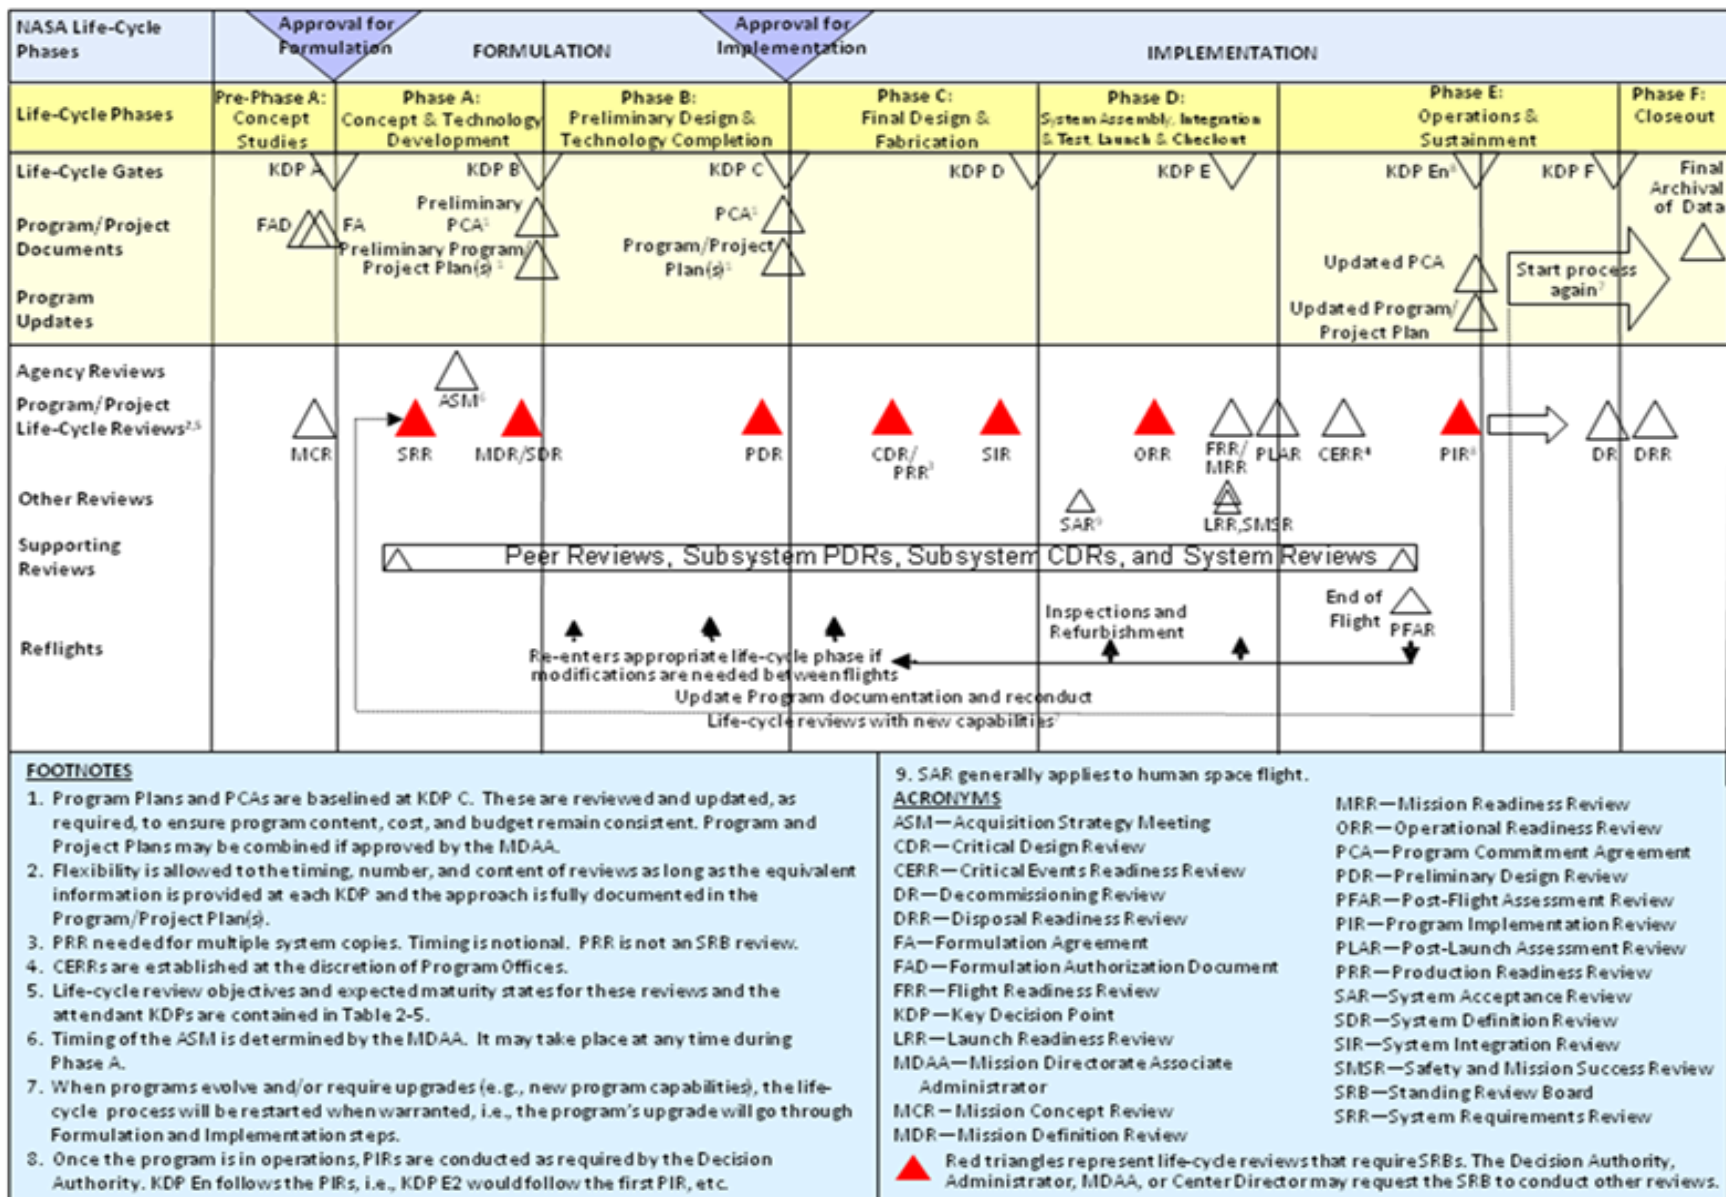 NASA Life-Cycle
Phases
Approval for
Formulation
FORMULATION
Approval for
Implementation
IMPLEMENTATION
Life-Cycle Phases
Pre-Phase A:
Concept
Studies
Phase A:
Concept & Technology
Development
Phase B:
Preliminary Design &
Technology Completion
Phase C:
Final Design &
Fabrication
Phase D:
System Assembly, Integration
& Test, Launch & Checkout
Phase E:
Operations &
Sustainment
Phase F:
Closeout
Life-Cycle Gates
KDP A
KDP B
KDP C
KDP D
KDP E
KDP En⁸
KDP F
Final
Archival
of Data
Program/Project
Documents
FAD
FA
Preliminary
PCA¹
Preliminary Program/
Project Plan(s) ¹
PCA¹
Program/Project
Plan(s)¹
Program
Updates
Updated PCA
Updated Program/
Project Plan
Start process
again⁷
Agency Reviews
ASM⁶
Program/Project
Life-Cycle Reviews²,⁵
MCR
SRR
MDR/SDR
PDR
CDR/
PRR³
SIR
ORR
FRR/
MRR
PLAR
CERR⁴
PIR⁸
DR
DRR
Other Reviews
SAR⁹
LRR,SMSR
Supporting
Reviews
Peer Reviews, Subsystem PDRs, Subsystem CDRs, and System Reviews
Reflights
Inspections and
Refurbishment
End of
Flight
PFAR
Re-enters appropriate life-cycle phase if
modifications are needed between flights
Update Program documentation and reconduct
Life-cycle reviews with new capabilities⁷
FOOTNOTES
1. Program Plans and PCAs are baselined at KDP C. These are reviewed and updated, as
required, to ensure program content, cost, and budget remain consistent. Program and
Project Plans may be combined if approved by the MDAA.
2. Flexibility is allowed to the timing, number, and content of reviews as long as the equivalent
information is provided at each KDP and the approach is fully documented in the
Program/Project Plan(s).
3. PRR needed for multiple system copies. Timing is notional. PRR is not an SRB review.
4. CERRs are established at the discretion of Program Offices.
5. Life-cycle review objectives and expected maturity states for these reviews and the
attendant KDPs are contained in Table 2-5.
6. Timing of the ASM is determined by the MDAA. It may take place at any time during
Phase A.
7. When programs evolve and/or require upgrades (e.g., new program capabilities), the life-
cycle process will be restarted when warranted, i.e., the program's upgrade will go through
Formulation and Implementation steps.
8. Once the program is in operations, PIRs are conducted as required by the Decision
Authority. KDP En follows the PIRs, i.e., KDP E2 would follow the first PIR, etc.
9. SAR generally applies to human space flight.
ACRONYMS
ASM—Acquisition Strategy Meeting
CDR—Critical Design Review
CERR—Critical Events Readiness Review
DR—Decommissioning Review
DRR—Disposal Readiness Review
FA—Formulation Agreement
FAD—Formulation Authorization Document
FRR—Flight Readiness Review
KDP—Key Decision Point
LRR—Launch Readiness Review
MDAA—Mission Directorate Associate
Administrator
MCR—Mission Concept Review
MDR—Mission Definition Review
MRR—Mission Readiness Review
ORR—Operational Readiness Review
PCA—Program Commitment Agreement
PDR—Preliminary Design Review
PFAR—Post-Flight Assessment Review
PIR—Program Implementation Review
PLAR—Post-Launch Assessment Review
PRR—Production Readiness Review
SAR—System Acceptance Review
SDR—System Definition Review
SIR—System Integration Review
SMSR—Safety and Mission Success Review
SRB—Standing Review Board
SRR—System Requirements Review
Red triangles represent life-cycle reviews that require SRBs. The Decision Authority,
Administrator, MDAA, or Center Director may request the SRB to conduct other reviews.